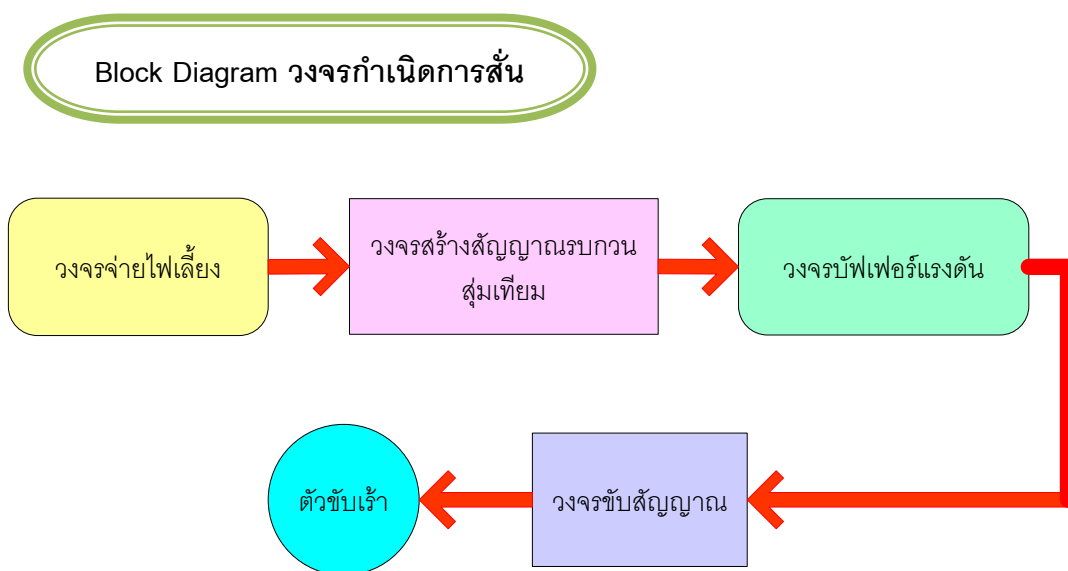 Block Diagram วงจรกำเนิดการสั่น
วงจรจ่ายไฟเลี้ยง
วงจรสร้างสัญญาณรบกวน
สุ่มเทียม
วงจรบัฟเฟอร์แรงดัน
ตัวขับเร้า
วงจรขับสัญญาณ